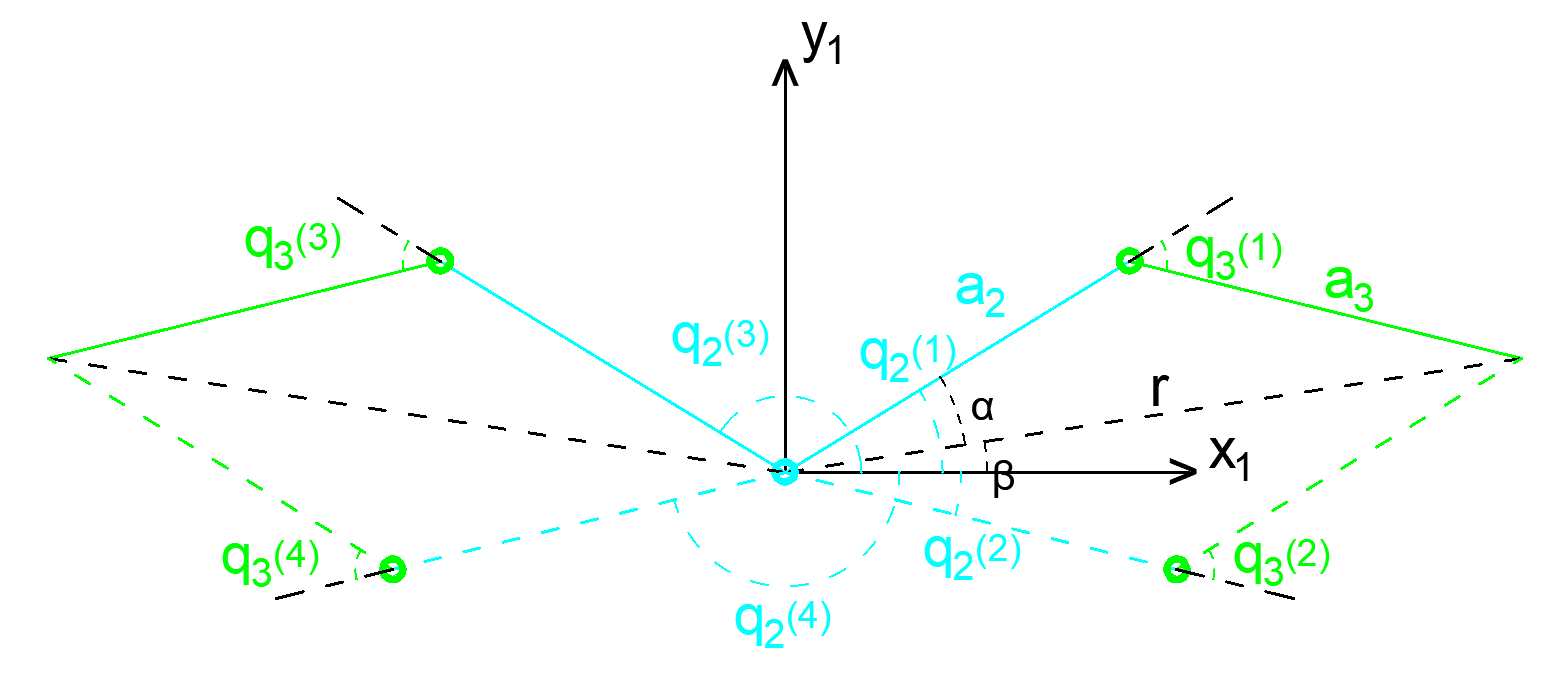 y₁
q₃(3)
q₃(1)
a₂
a₃
q₂(3)
q₂(1)
α
r
x₁
β
q₃(4)
q₂(2)
q₃(2)
q₂(4)